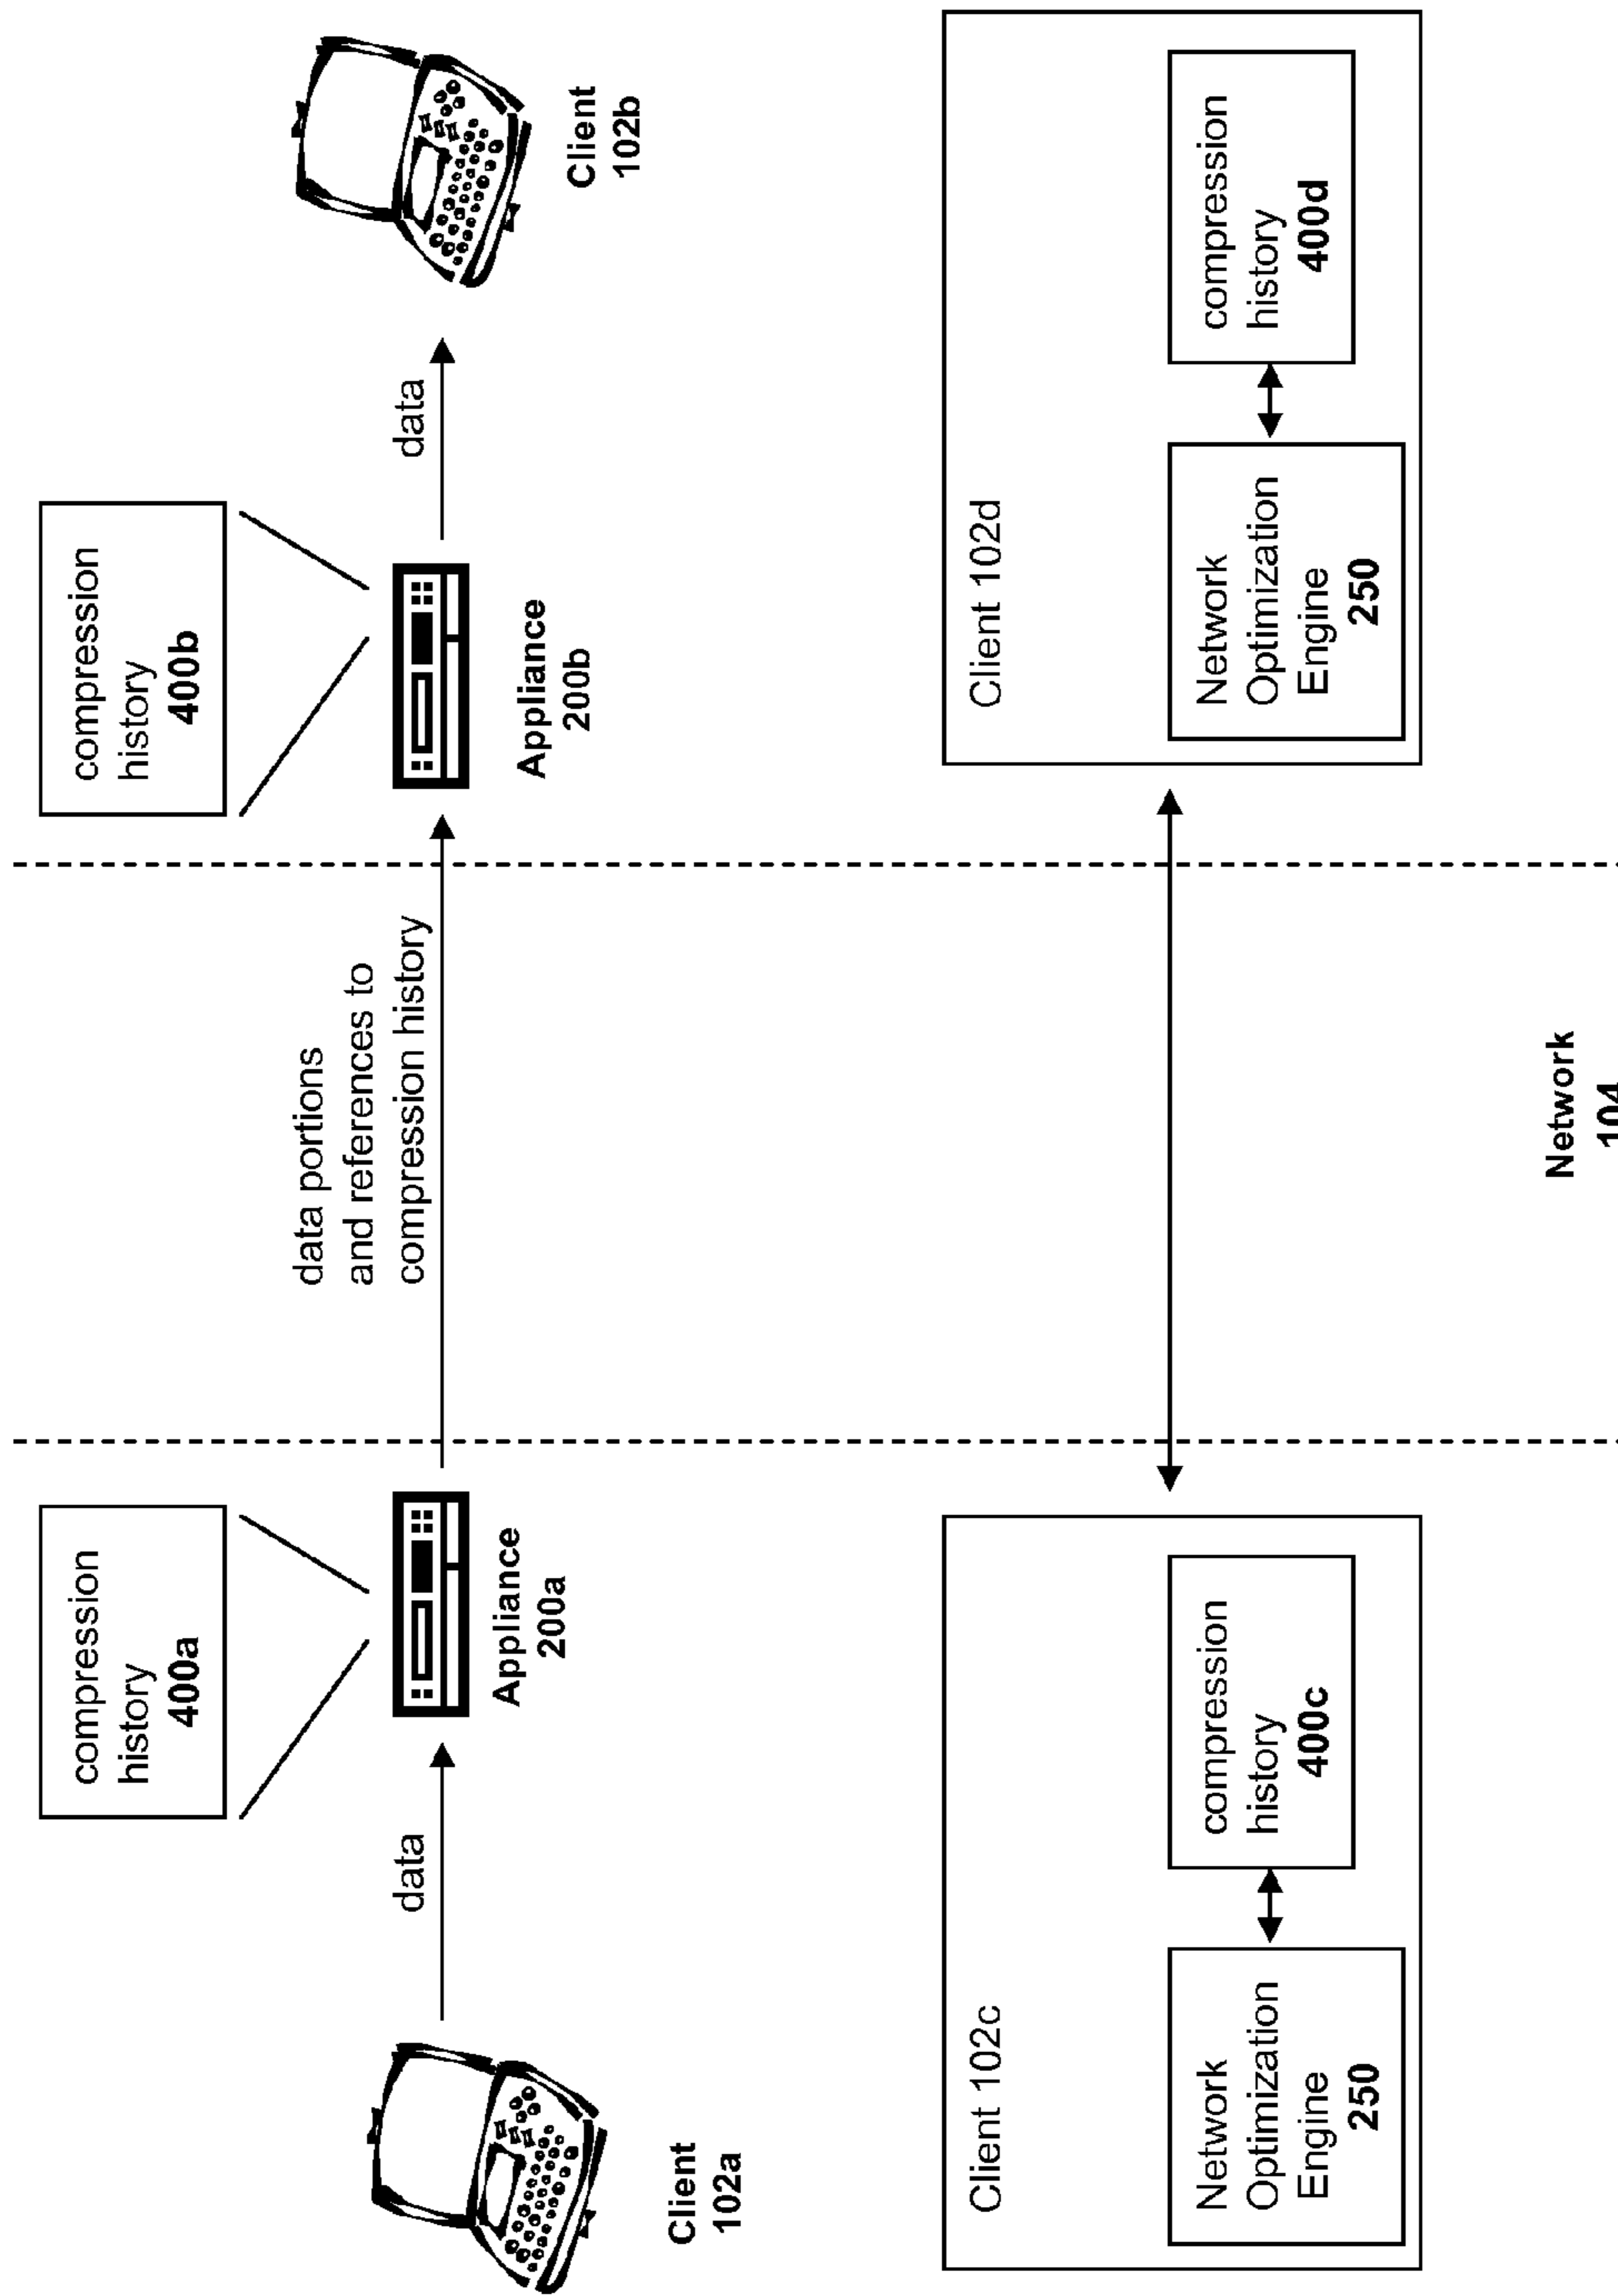 compression
history
400a
compression
history
400b
data
data portions
and references to
compression history
data
Client
102a
Appliance
200a
Appliance
200b
Client
102b
Client 102c
Network
Optimization
Engine
250
compression
history
400c
Client 102d
Network
Optimization
Engine
250
compression
history
400d
Network
104